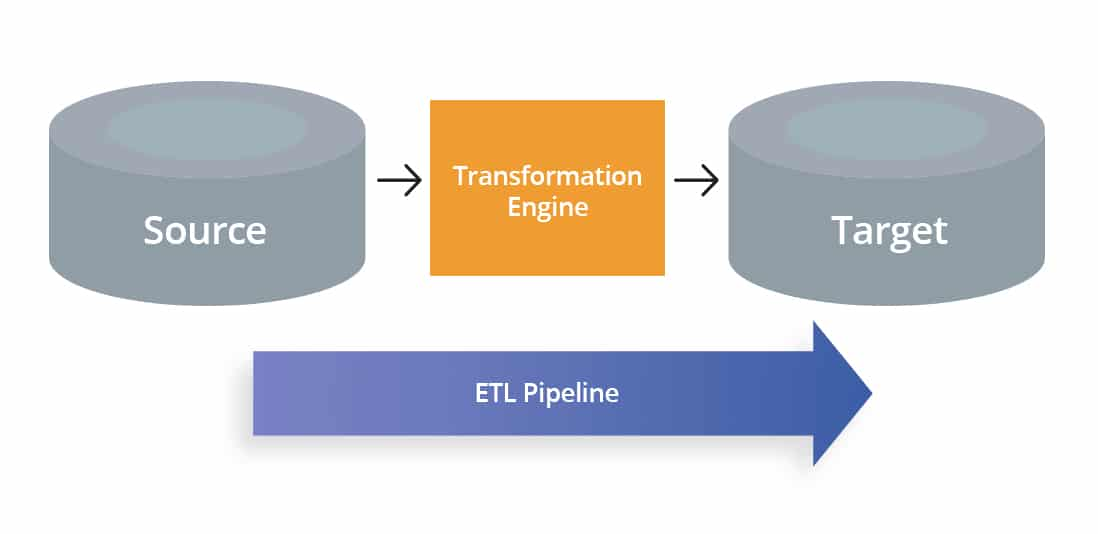 Source
Transformation
Engine
Target
ETL Pipeline